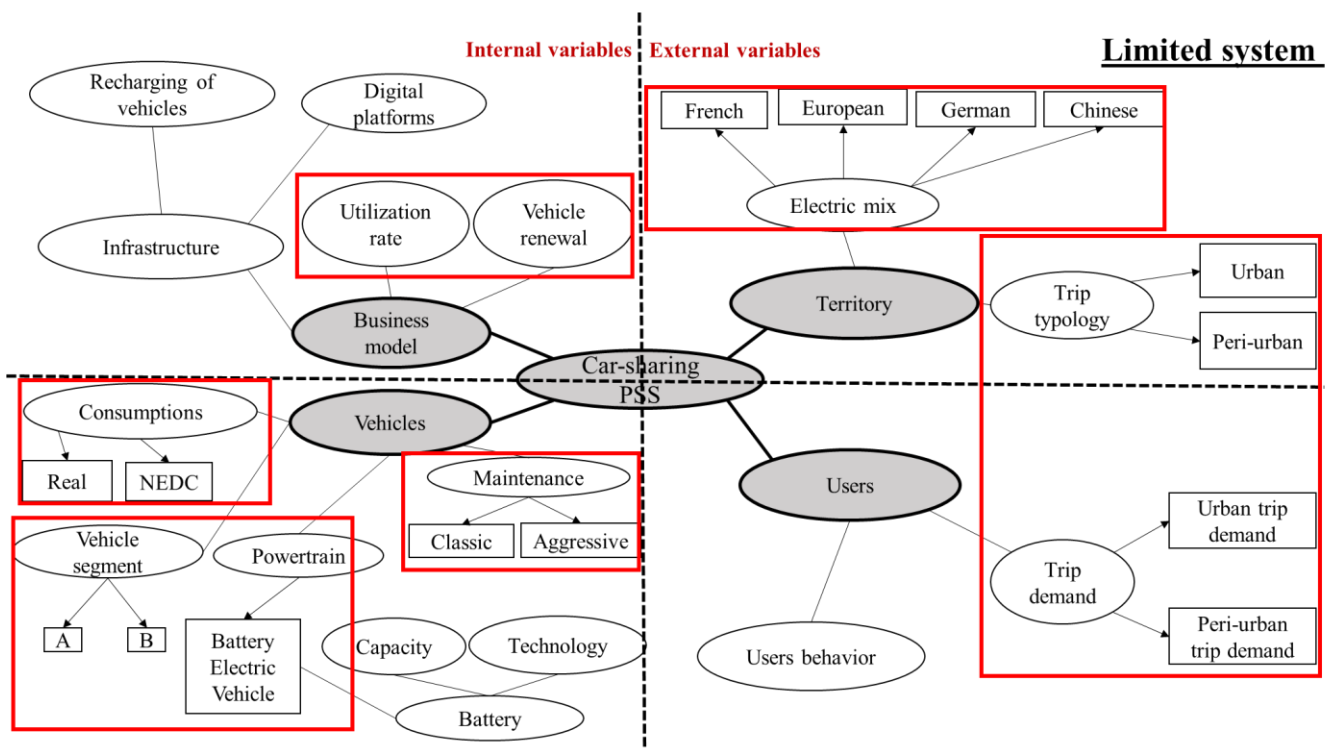 Internal variables
External variables
Limited system
Recharging of
vehicles
Digital
platforms
Infrastructure
Utilization
rate
Vehicle
renewal
Business
model
French
European
German
Chinese
Electric mix
Territory
Trip
typology
Urban
Peri-urban
Car-sharing
PSS
Consumptions
Real
NEDC
Vehicles
Maintenance
Classic
Aggressive
Vehicle
segment
A
B
Powertrain
Battery
Electric
Vehicle
Capacity
Technology
Battery
Users
Users behavior
Trip
demand
Urban trip
demand
Peri-urban
trip demand